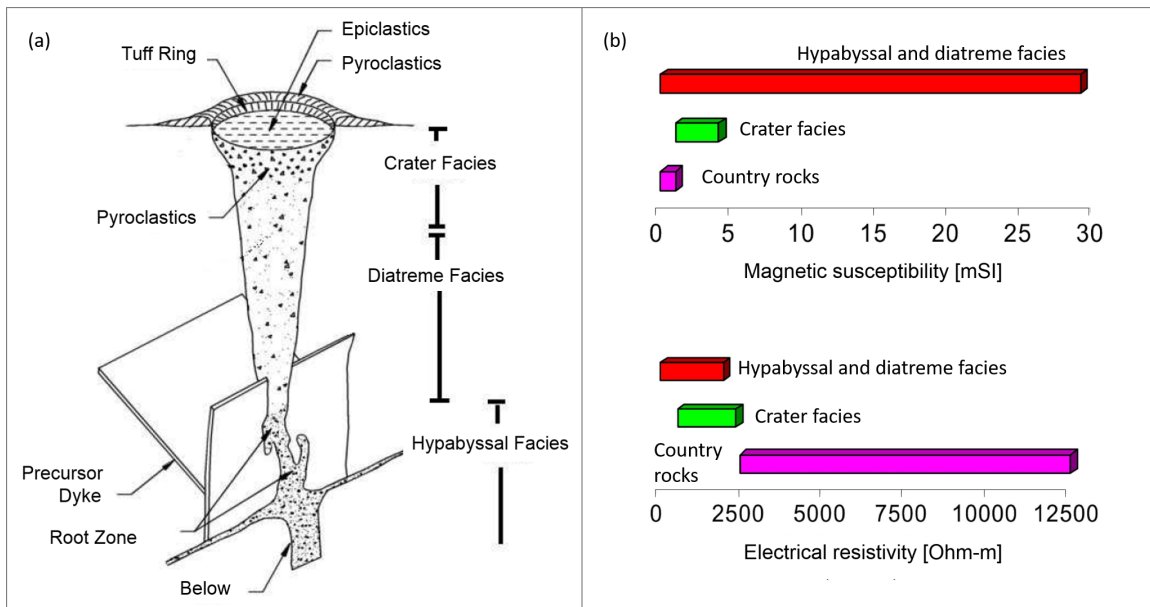 (a)
Epiclastics
Tuff Ring
Pyroclastics
Crater Facies
Pyroclastics
Diatreme Facies
Hypabyssal Facies
Precursor
Dyke
Root Zone
Below
(b)
Hypabyssal and diatreme facies
Crater facies
Country rocks
0 5 10 15 20 25 30
Magnetic susceptibility [mSI]
Hypabyssal and diatreme facies
Crater facies
Country
rocks
0 2500 5000 7500 10000 12500
Electrical resistivity [Ohm-m]